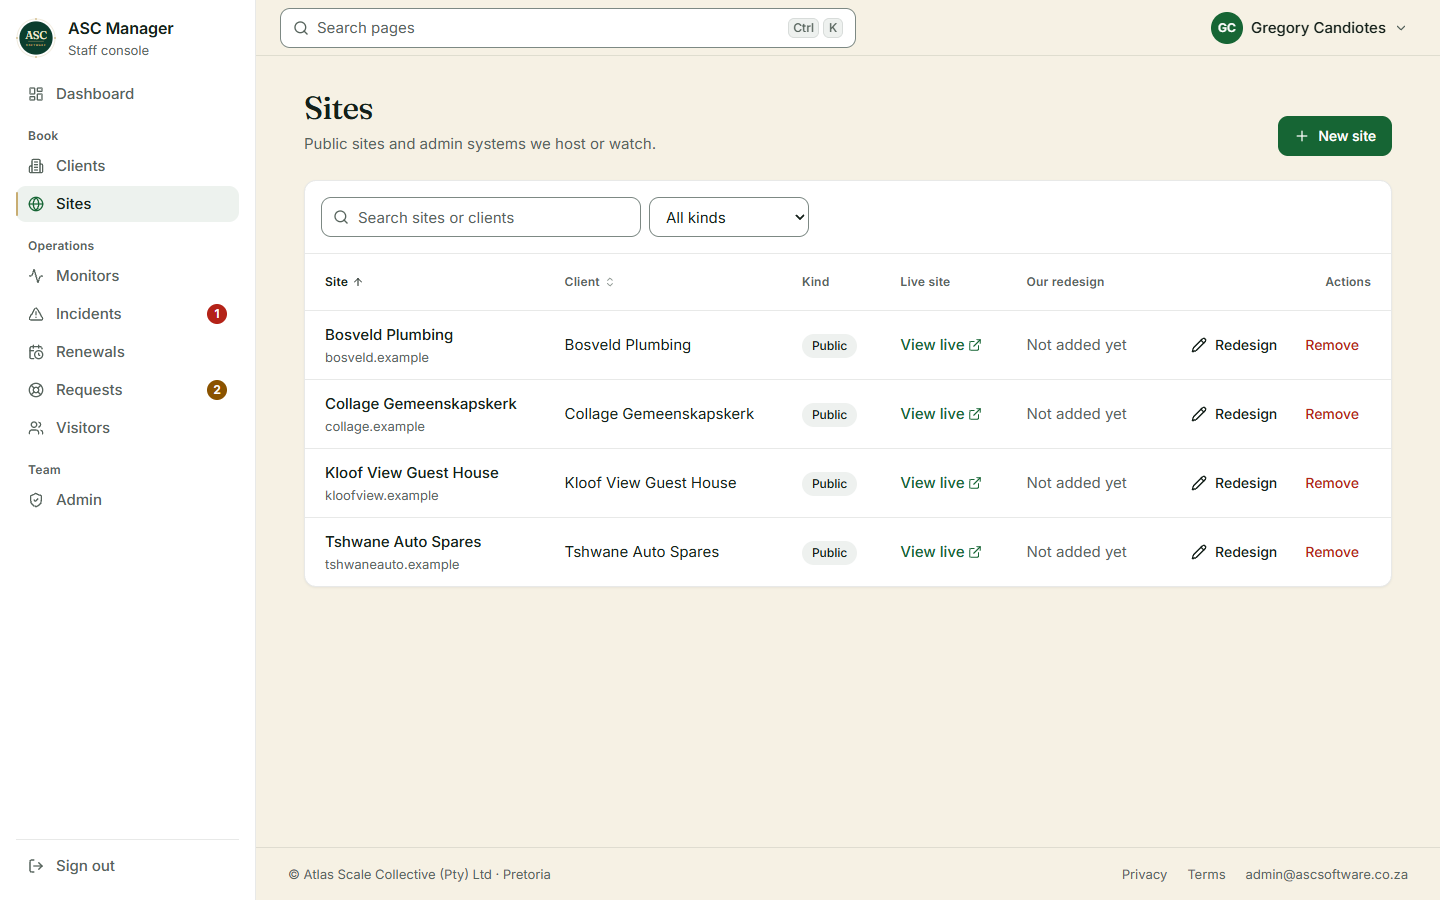 ASC
SOFTWARE
ASC Manager
Staff console
Dashboard
Book
Clients
Sites
Operations
Monitors
Incidents 1
Renewals
Requests 2
Visitors
Team
Admin
Sign out
Search pages Ctrl K
GC Gregory Candiotes
Sites
Public sites and admin systems we host or watch.
New site
Search sites or clients All kinds
Site Client Kind Live site Our redesign Actions
Bosveld Plumbing
bosveld.example
Bosveld Plumbing Public View live Not added yet Redesign Remove
Collage Gemeenskapskerk
collage.example
Collage Gemeenskapskerk Public View live Not added yet Redesign Remove
Kloof View Guest House
kloofview.example
Kloof View Guest House Public View live Not added yet Redesign Remove
Tshwane Auto Spares
tshwaneauto.example
Tshwane Auto Spares Public View live Not added yet Redesign Remove
© Atlas Scale Collective (Pty) Ltd · Pretoria
Privacy Terms admin@ascsoftware.co.za